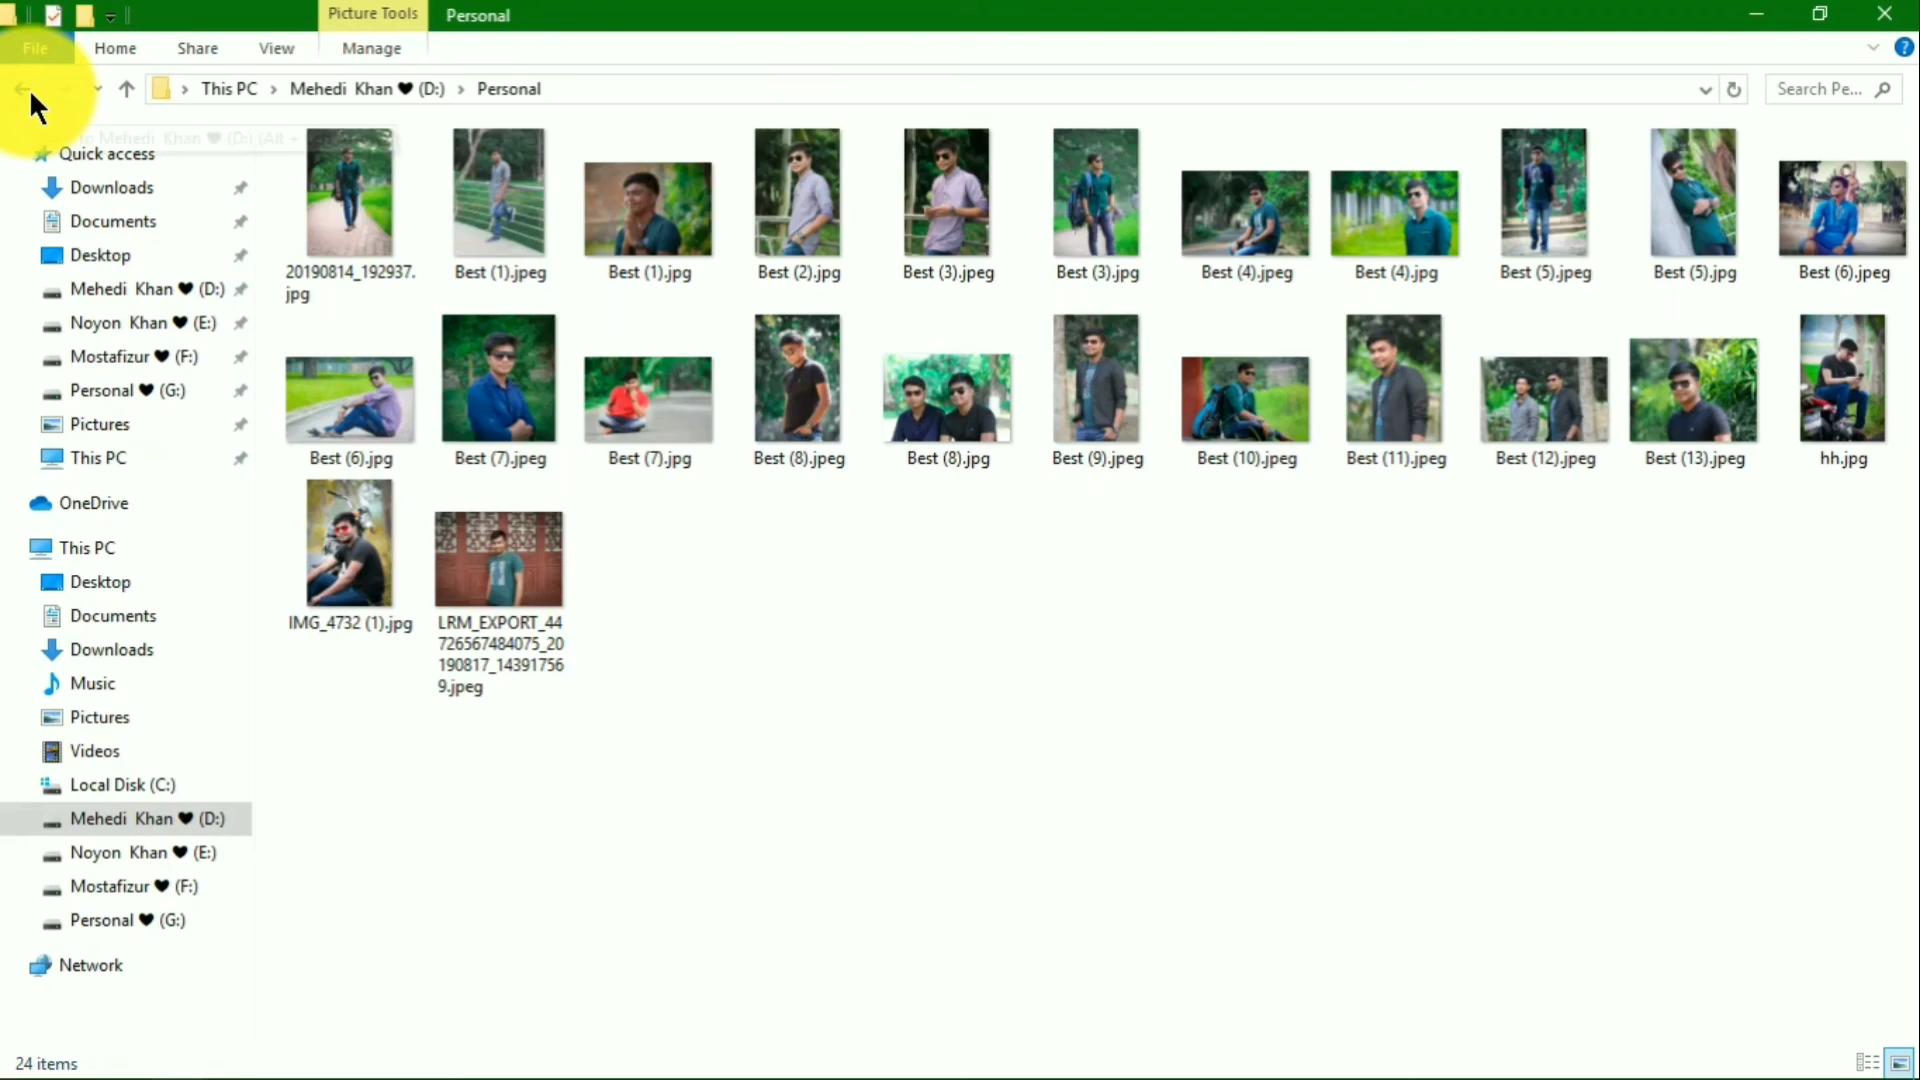 Picture Tools
Personal
File
Home
Share
View
Manage
This PC
Mehedi Khan ♥ (D:)
Personal
Search Pe...
to Mehedi Khan ♥ (D:) (Alt +
Quick access
Downloads
Documents
Desktop
Mehedi Khan ♥ (D:)
Noyon Khan ♥ (E:)
Mostafizur ♥ (F:)
Personal ♥ (G:)
Pictures
This PC
OneDrive
This PC
Desktop
Documents
Downloads
Music
Pictures
Videos
Local Disk (C:)
Mehedi Khan ♥ (D:)
Noyon Khan ♥ (E:)
Mostafizur ♥ (F:)
Personal ♥ (G:)
Network
20190814_192937.
jpg
Best (1).jpeg
Best (1).jpg
Best (2).jpg
Best (3).jpeg
Best (3).jpg
Best (4).jpeg
Best (4).jpg
Best (5).jpeg
Best (5).jpg
Best (6).jpeg
Best (6).jpg
Best (7).jpeg
Best (7).jpg
Best (8).jpeg
Best (8).jpg
Best (9).jpeg
Best (10).jpeg
Best (11).jpeg
Best (12).jpeg
Best (13).jpeg
hh.jpg
IMG_4732 (1).jpg
LRM_EXPORT_44
726567484075_20
190817_14391756
9.jpeg
24 items